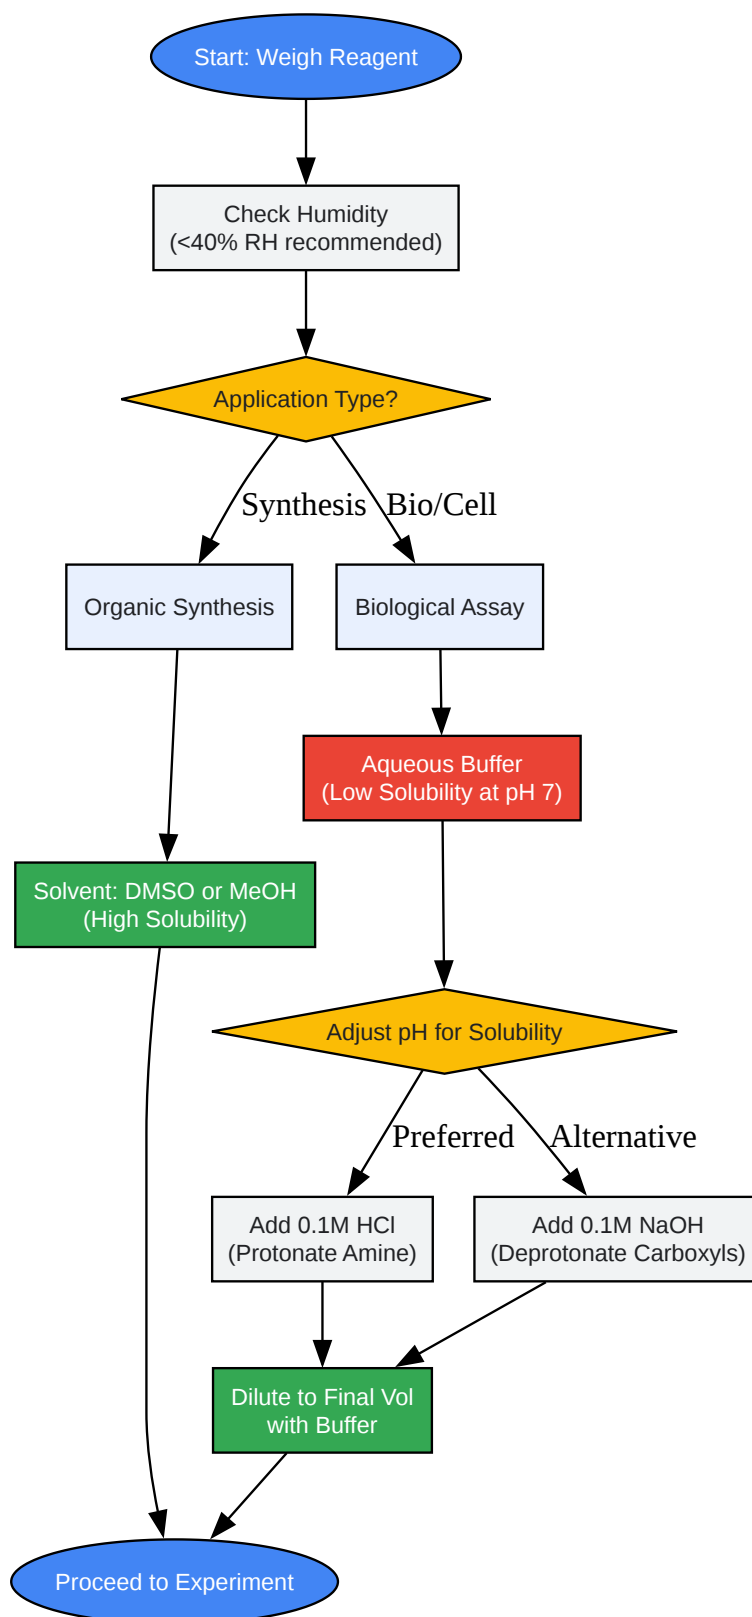 Start: Weigh Reagent
Check Humidity
(<40% RH recommended)
Application Type?
Synthesis
Bio/Cell
Organic Synthesis
Biological Assay
Aqueous Buffer
(Low Solubility at pH 7)
Solvent: DMSO or MeOH
(High Solubility)
Adjust pH for Solubility
Preferred
Alternative
Add 0.1M HCl
(Protonate Amine)
Add 0.1M NaOH
(Deprotonate Carboxyls)
Dilute to Final Vol
with Buffer
Proceed to Experiment